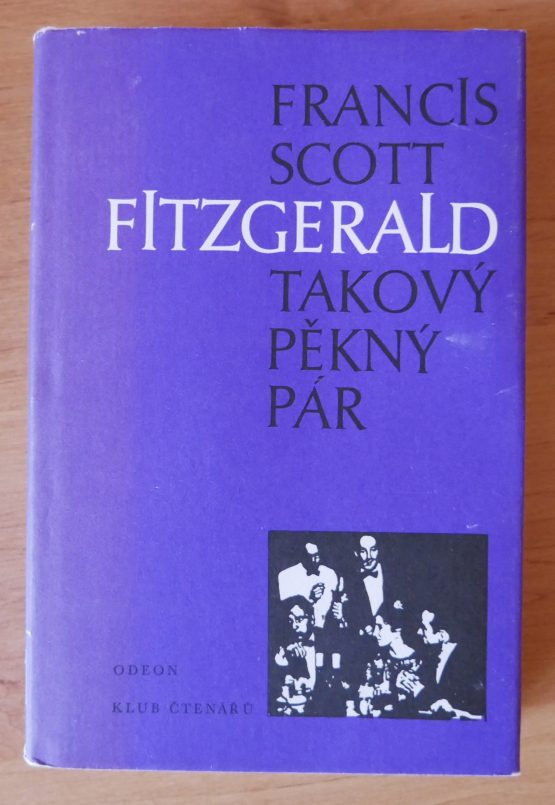 FRANCIS
SCOTT
FITZGERALD
TAKOVÝ
PĚKNÝ
PÁR
ODEON
KLUB ČTENÁŘŮ